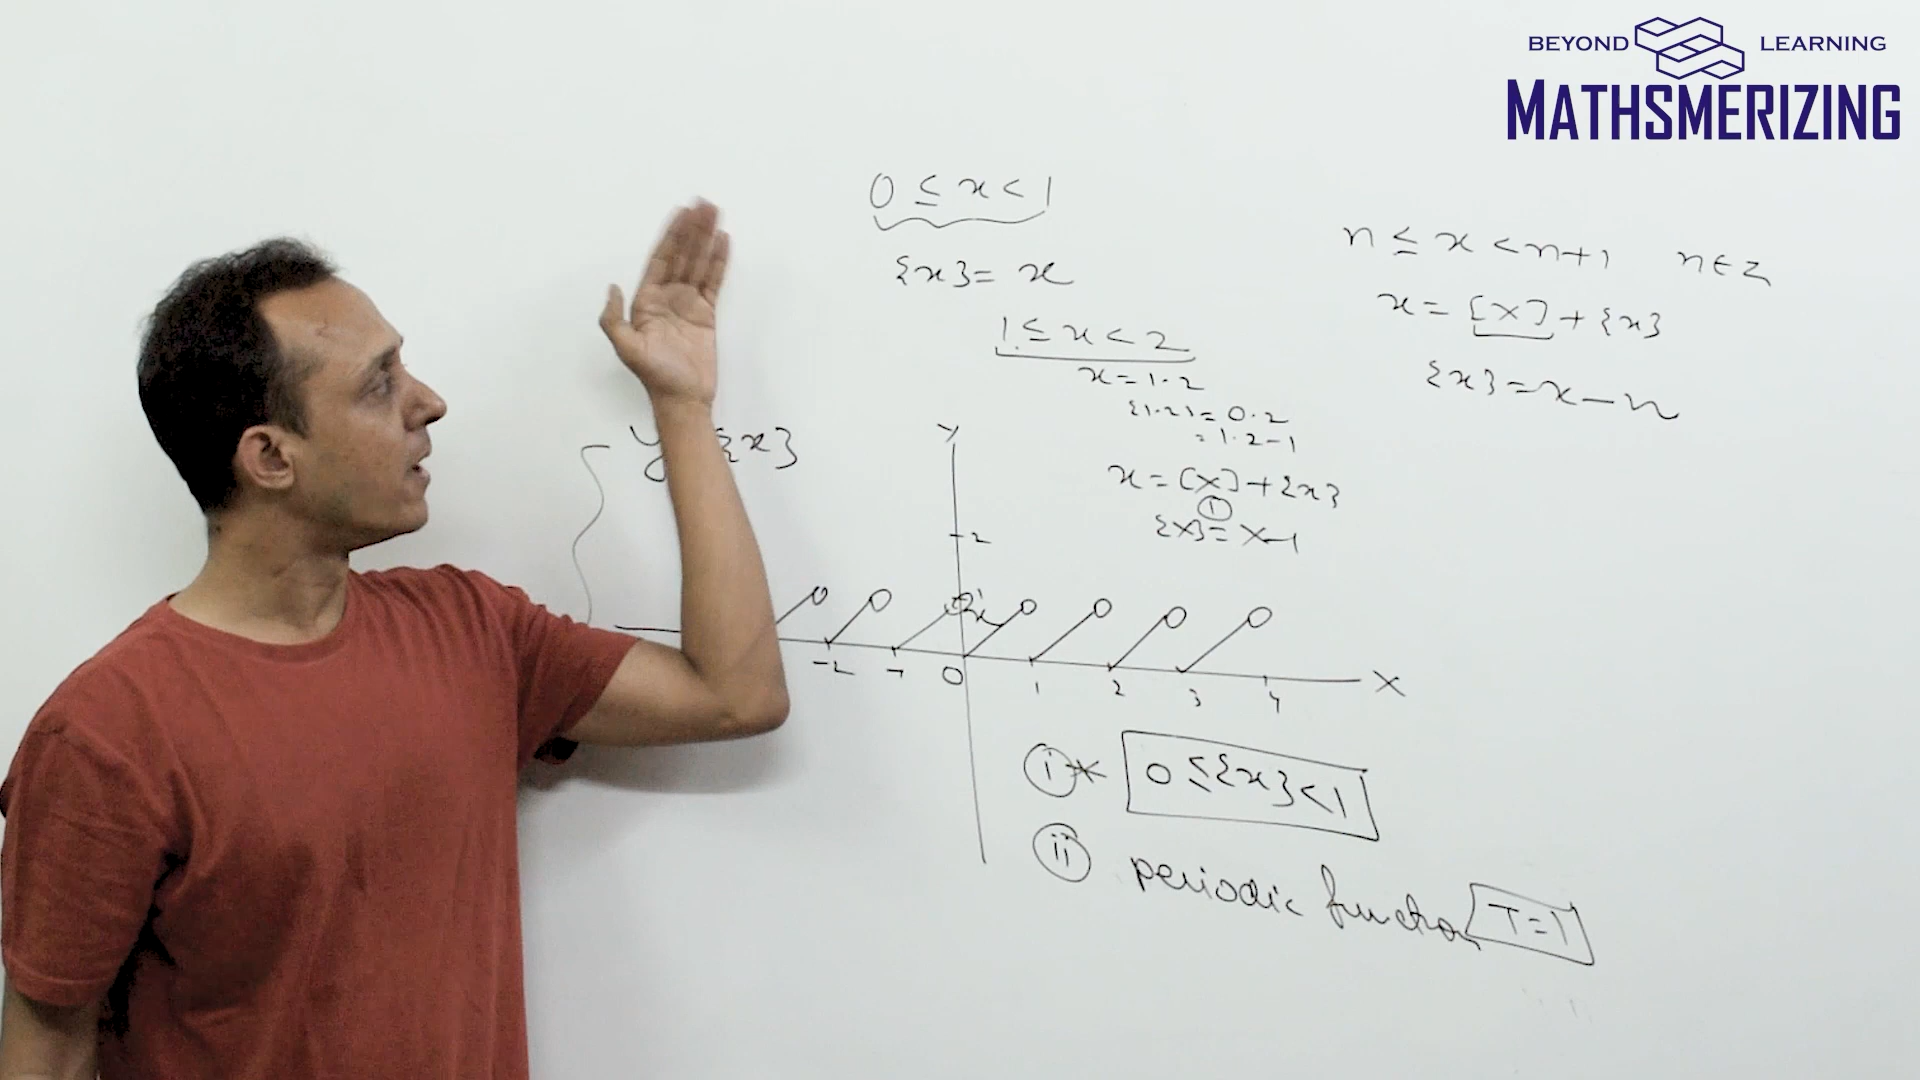 BEYOND LEARNING
MATHSMERIZING
0 ≤ x < 1
{x} = x
1 ≤ x < 2
x = 1.2
{1.2} = 0.2
= 1.2 - 1
x = [x] + {x}
1
{x} = x - 1
n ≤ x < n+1 n ∈ Z
x = [x] + {x}
{x} = x - n
y {x}
Y
2
-2 -1 0 1 2 3 4 X
i * 0 ≤ {x} < 1
ii periodic function T = 1